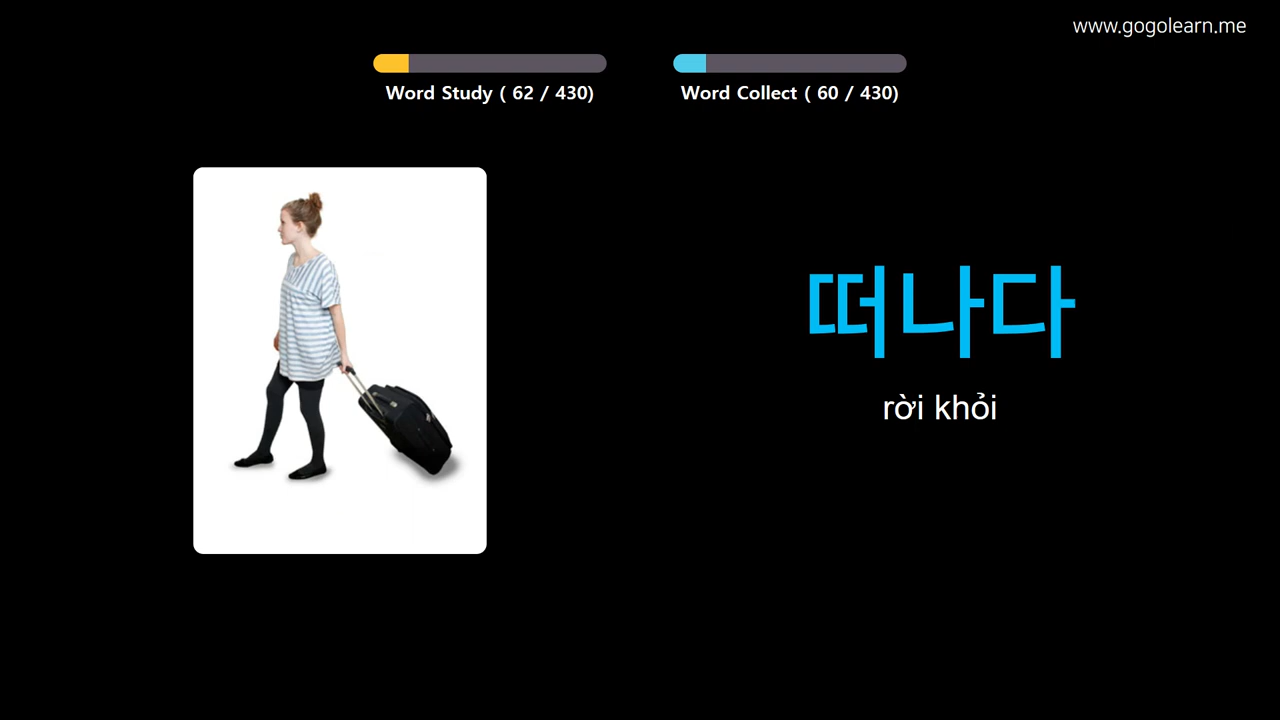 www.gogolearn.me
Word Study ( 62 / 430)
Word Collect ( 60 / 430)
떠나다
rời khỏi